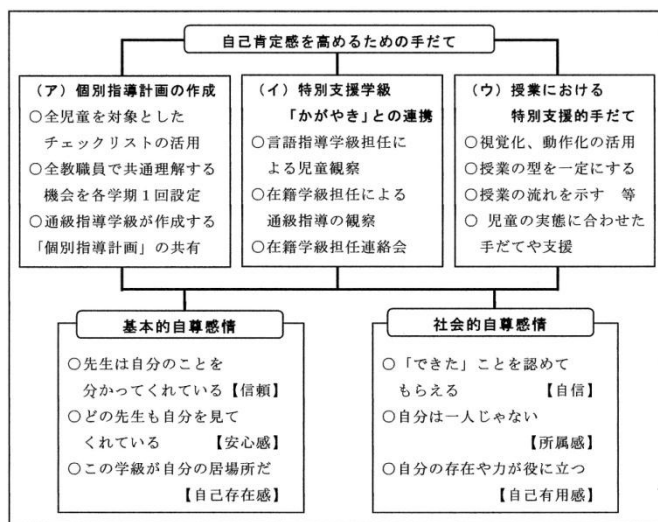 自己肯定感を高めるための手だて
（ア）個別指導計画の作成
○全児童を対象とした
チェックリストの活用
○全教職員で共通理解する
機会を各学期１回設定
○通級指導学級が作成する
「個別指導計画」の共有
（イ）特別支援学級
「かがやき」との連携
○言語指導学級担任に
よる児童観察
○在籍学級担任による
通級指導の観察
○在籍学級担任連絡会
（ウ）授業における
特別支援的手だて
○視覚化、動作化の活用
○授業の型を一定にする
○授業の流れを示す　等
○ 児童の実態に合わせた
手だてや支援
基本的自尊感情
○先生は自分のことを
分かってくれている【信頼】
○どの先生も自分を見て
くれている　【安心感】
○この学級が自分の居場所だ
【自己存在感】
社会的自尊感情
○「できた」ことを認めて
もらえる　【自信】
○自分は一人じゃない
【所属感】
○自分の存在や力が役に立つ
【自己有用感】